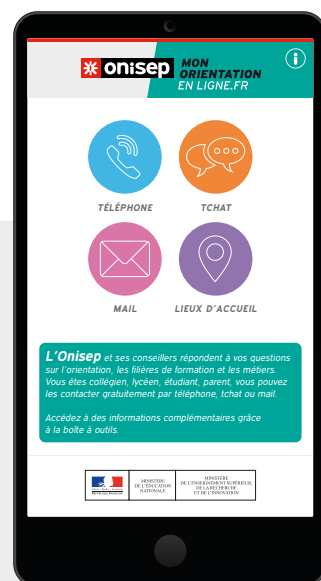 onisep MON
ORIENTATION
EN LIGNE.FR
i
TÉLÉPHONE TCHAT
MAIL LIEUX D'ACCUEIL
L'Onisep et ses conseillers répondent à vos questions
sur l'orientation, les filières de formation et les métiers.
Vous êtes collégien, lycéen, étudiant, parent, vous pouvez
les contacter gratuitement par téléphone, tchat ou mail.
Accédez à des informations complémentaires grâce
à la boîte à outils.
RÉPUBLIQUE FRANÇAISE
MINISTÈRE
DE L'ÉDUCATION
NATIONALE
MINISTÈRE
DE L'ENSEIGNEMENT SUPÉRIEUR,
DE LA RECHERCHE
ET DE L'INNOVATION